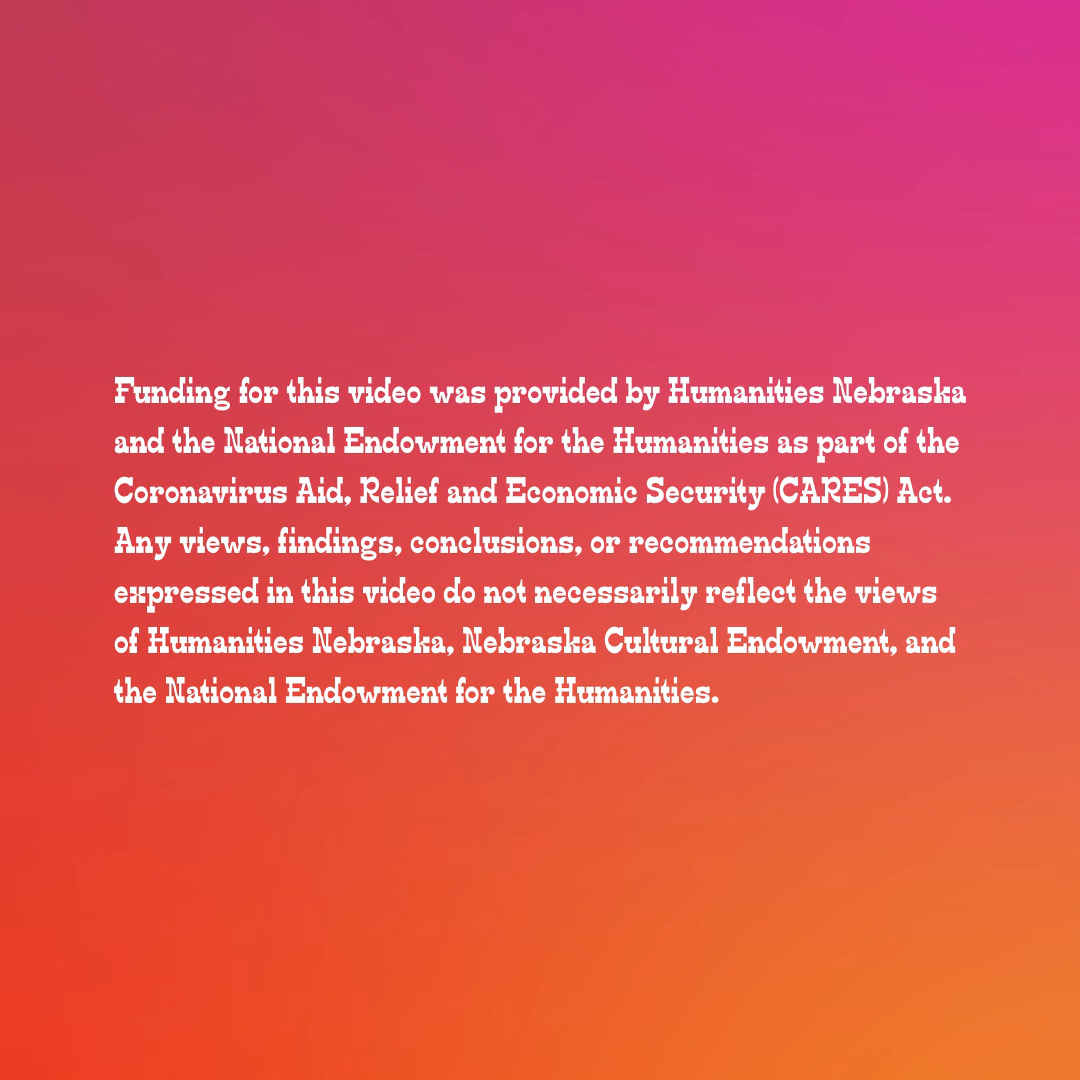 Funding for this video was provided by Humanities Nebraska
and the National Endowment for the Humanities as part of the
Coronavirus Aid, Relief and Economic Security (CARES) Act.
Any views, findings, conclusions, or recommendations
expressed in this video do not necessarily reflect the views
of Humanities Nebraska, Nebraska Cultural Endowment, and
the National Endowment for the Humanities.